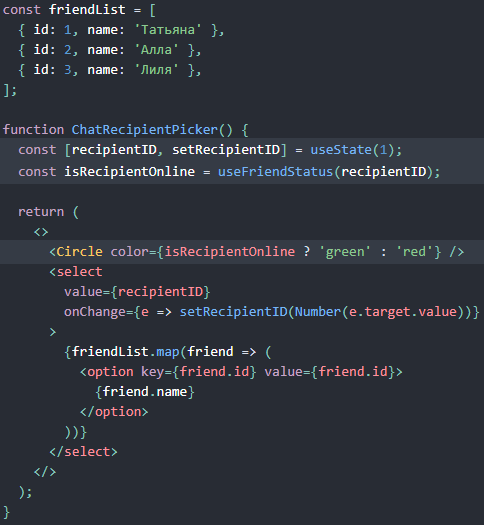 const friendList = [
  { id: 1, name: 'Татьяна' },
  { id: 2, name: 'Алла' },
  { id: 3, name: 'Лиля' },
];

function ChatRecipientPicker() {
  const [recipientID, setRecipientID] = useState(1);
  const isRecipientOnline = useFriendStatus(recipientID);

  return (
    <>
      <Circle color={isRecipientOnline ? 'green' : 'red'} />
      <select
        value={recipientID}
        onChange={e => setRecipientID(Number(e.target.value))}
      >
        {friendList.map(friend => (
          <option key={friend.id} value={friend.id}>
            {friend.name}
          </option>
        ))}
      </select>
    </>
  );
}